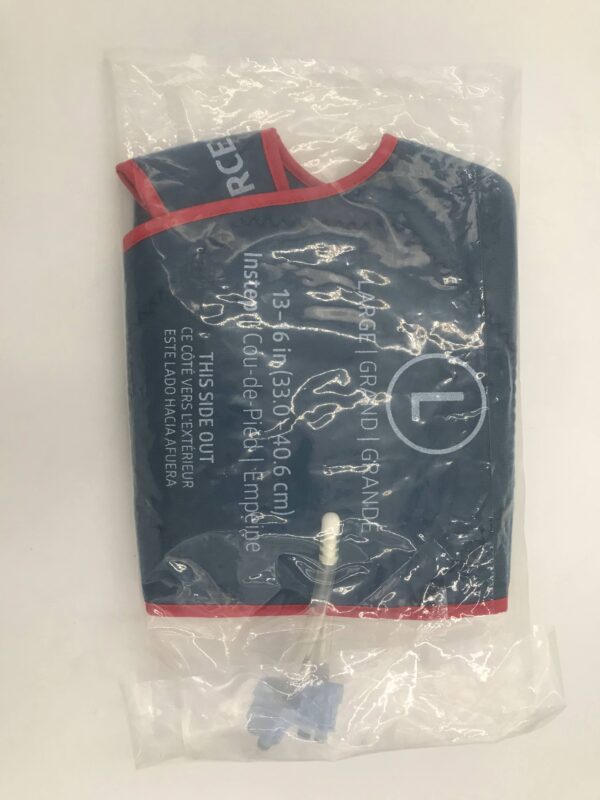 RCE
L
LARGE | GRAND | GRANDE
13–16 in (33.0–40.6 cm)
Instep | Cou-de-Pied | Empeine
THIS SIDE OUT
CE CÔTÉ VERS L'EXTÉRIEUR
ESTE LADO HACIA AFUERA